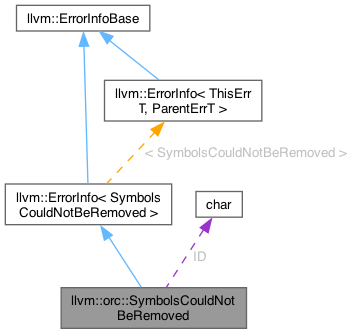 llvm::ErrorInfoBase
llvm::ErrorInfo< ThisErr
T, ParentErrT >
< SymbolsCouldNotBeRemoved >
llvm::ErrorInfo< Symbols
CouldNotBeRemoved >
char
ID
llvm::orc::SymbolsCouldNot
BeRemoved